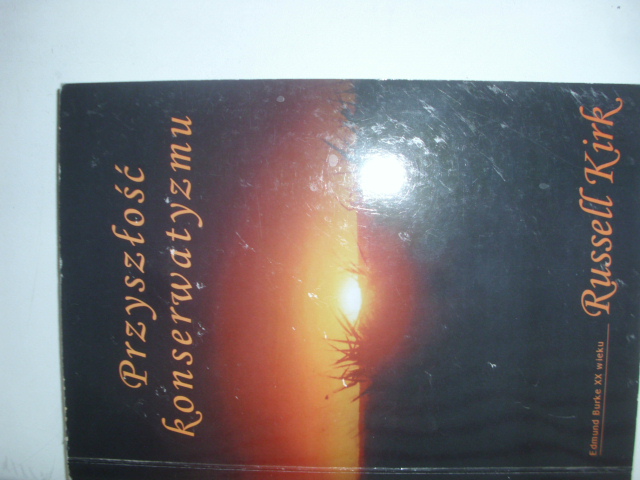 Przyszłość
konserwatyzmu
Edmund Burke XX wieku
Russell Kirk